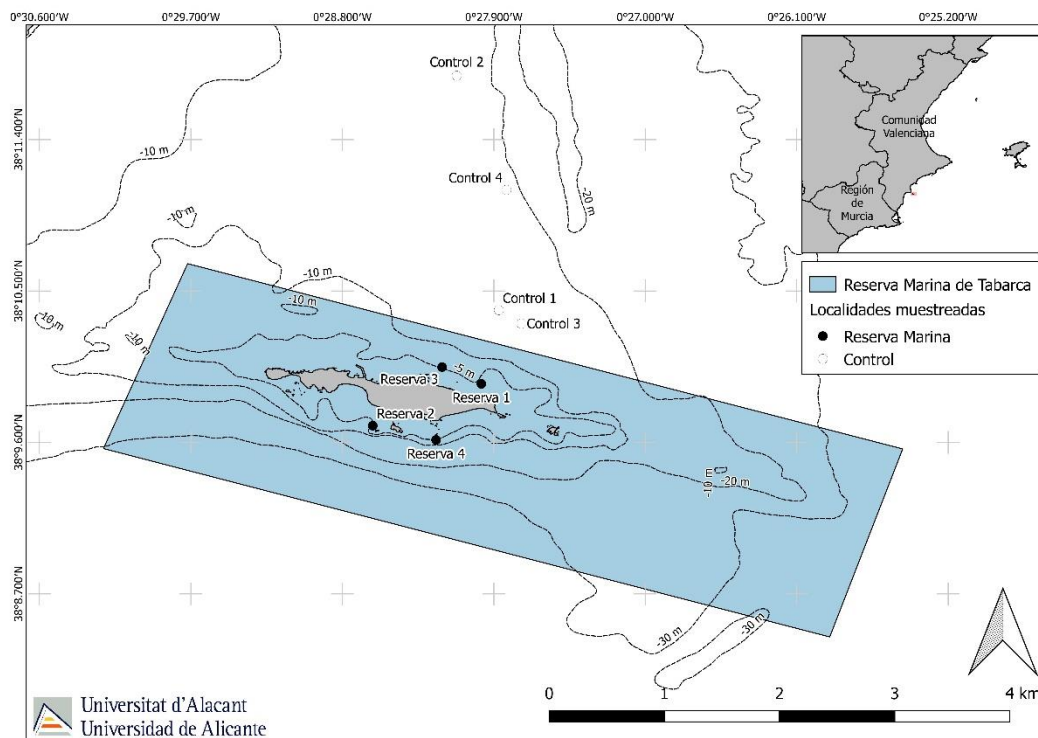 0°30.600'W 0°29.700'W 0°28.800'W 0°27.900'W 0°27.000'W 0°26.100'W 0°25.200'W
38°11.400'N
38°10.500'N
38°9.600'N
38°8.700'N
Control 2
Control 4
Control 1
Control 3
-10 m
-10 m
-20 m
-10 m
-10 m
-10 m
-10 m
-5 m
Reserva 3
Reserva 1
Reserva 2
Reserva 4
-10 m
-20 m
-30 m
-30 m
Comunidad
Valenciana
Región
de
Murcia
Reserva Marina de Tabarca
Localidades muestreadas
Reserva Marina
Control
0 1 2 3 4 km
Universitat d'Alacant
Universidad de Alicante